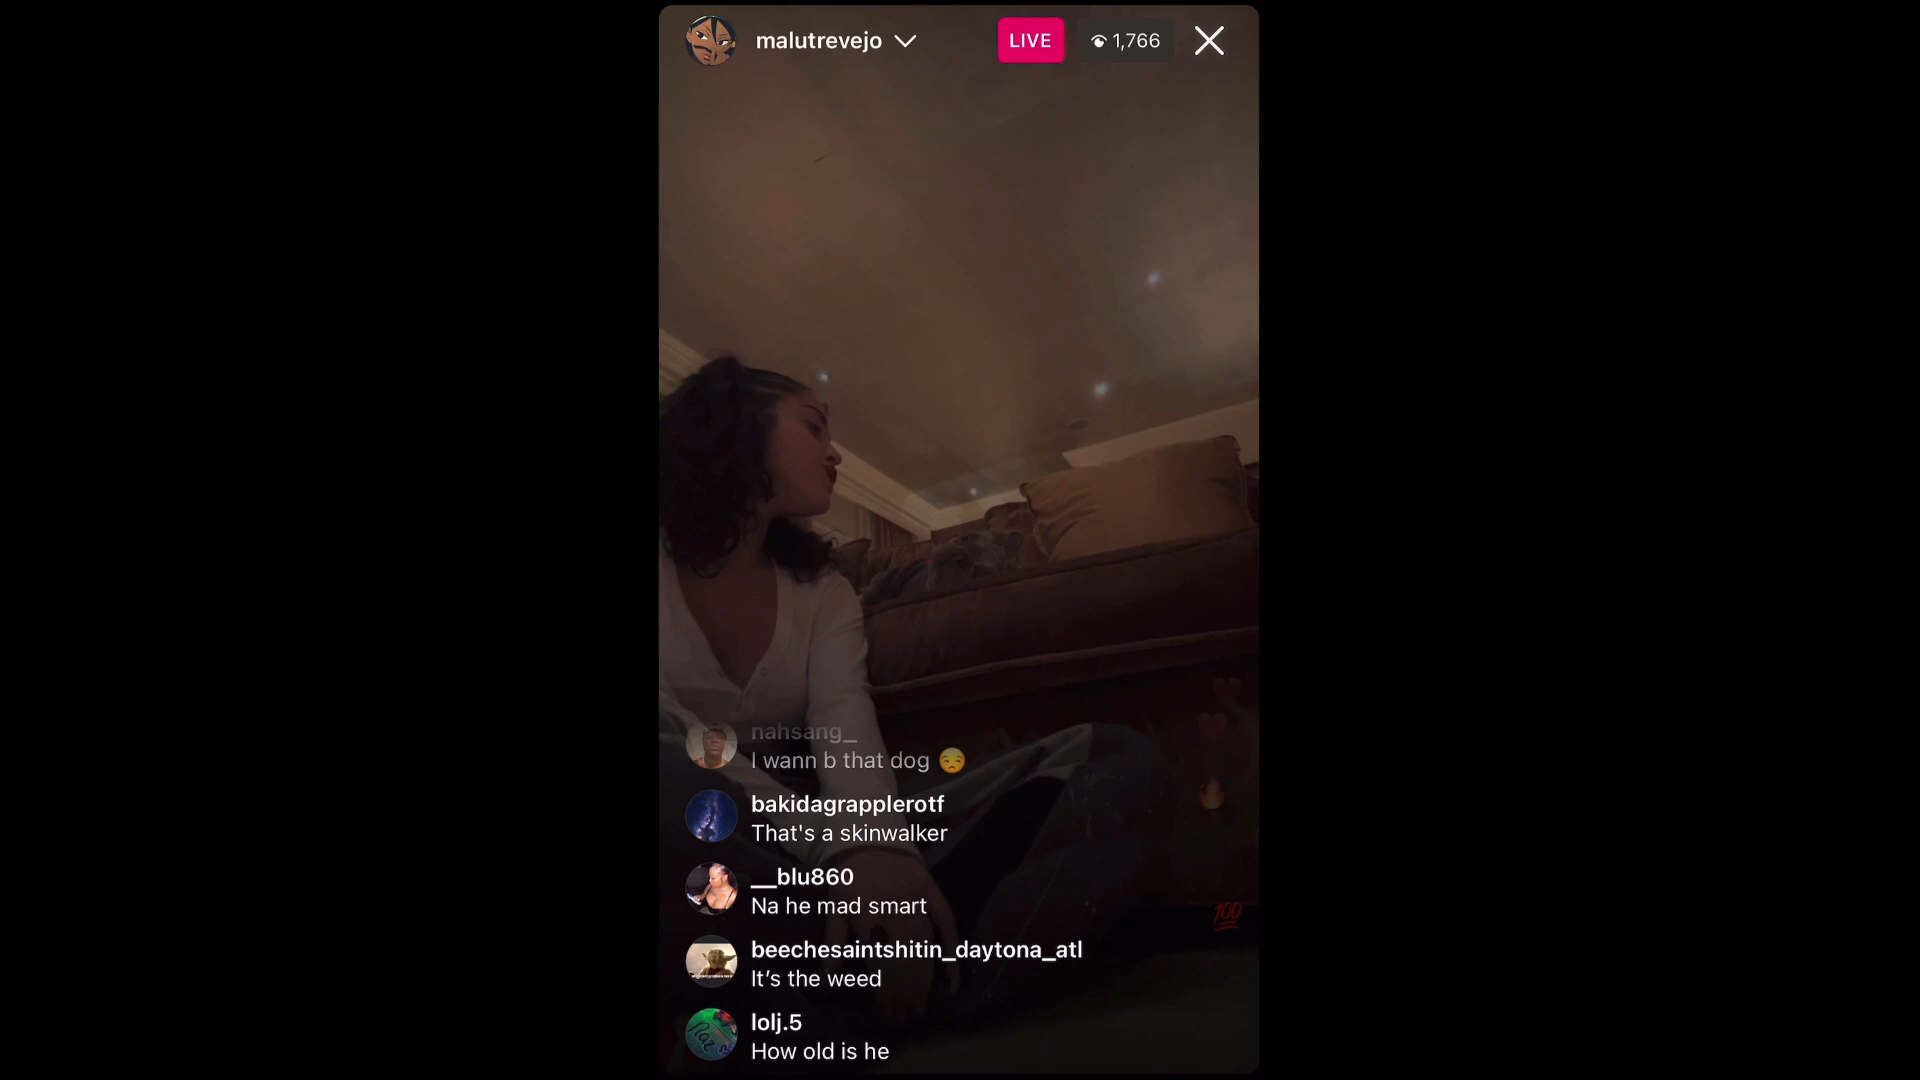 malutrevejo
LIVE
1,766
nahsang_
I wann b that dog 😒
bakidagrapplerotf
That's a skinwalker
__blu860
Na he mad smart
beechesaintshitin_daytona_atl
It's the weed
lolj.5
How old is he
💯